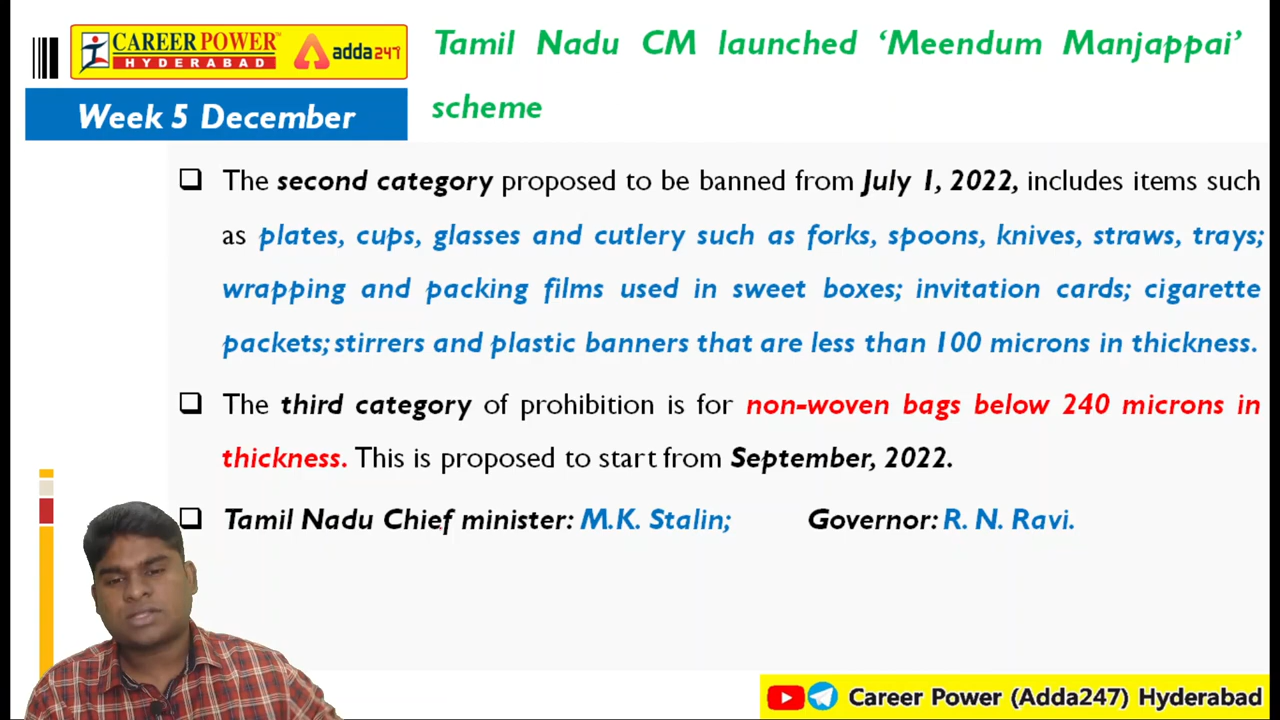 CAREER POWER
HYDERABAD
adda247
Week 5 December
Tamil Nadu CM launched ‘Meendum Manjappai’
scheme
The second category proposed to be banned from July 1, 2022, includes items such
as plates, cups, glasses and cutlery such as forks, spoons, knives, straws, trays;
wrapping and packing films used in sweet boxes; invitation cards; cigarette
packets; stirrers and plastic banners that are less than 100 microns in thickness.
The third category of prohibition is for non-woven bags below 240 microns in
thickness. This is proposed to start from September, 2022.
Tamil Nadu Chief minister: M.K. Stalin; Governor: R. N. Ravi.
Career Power (Adda247) Hyderabad